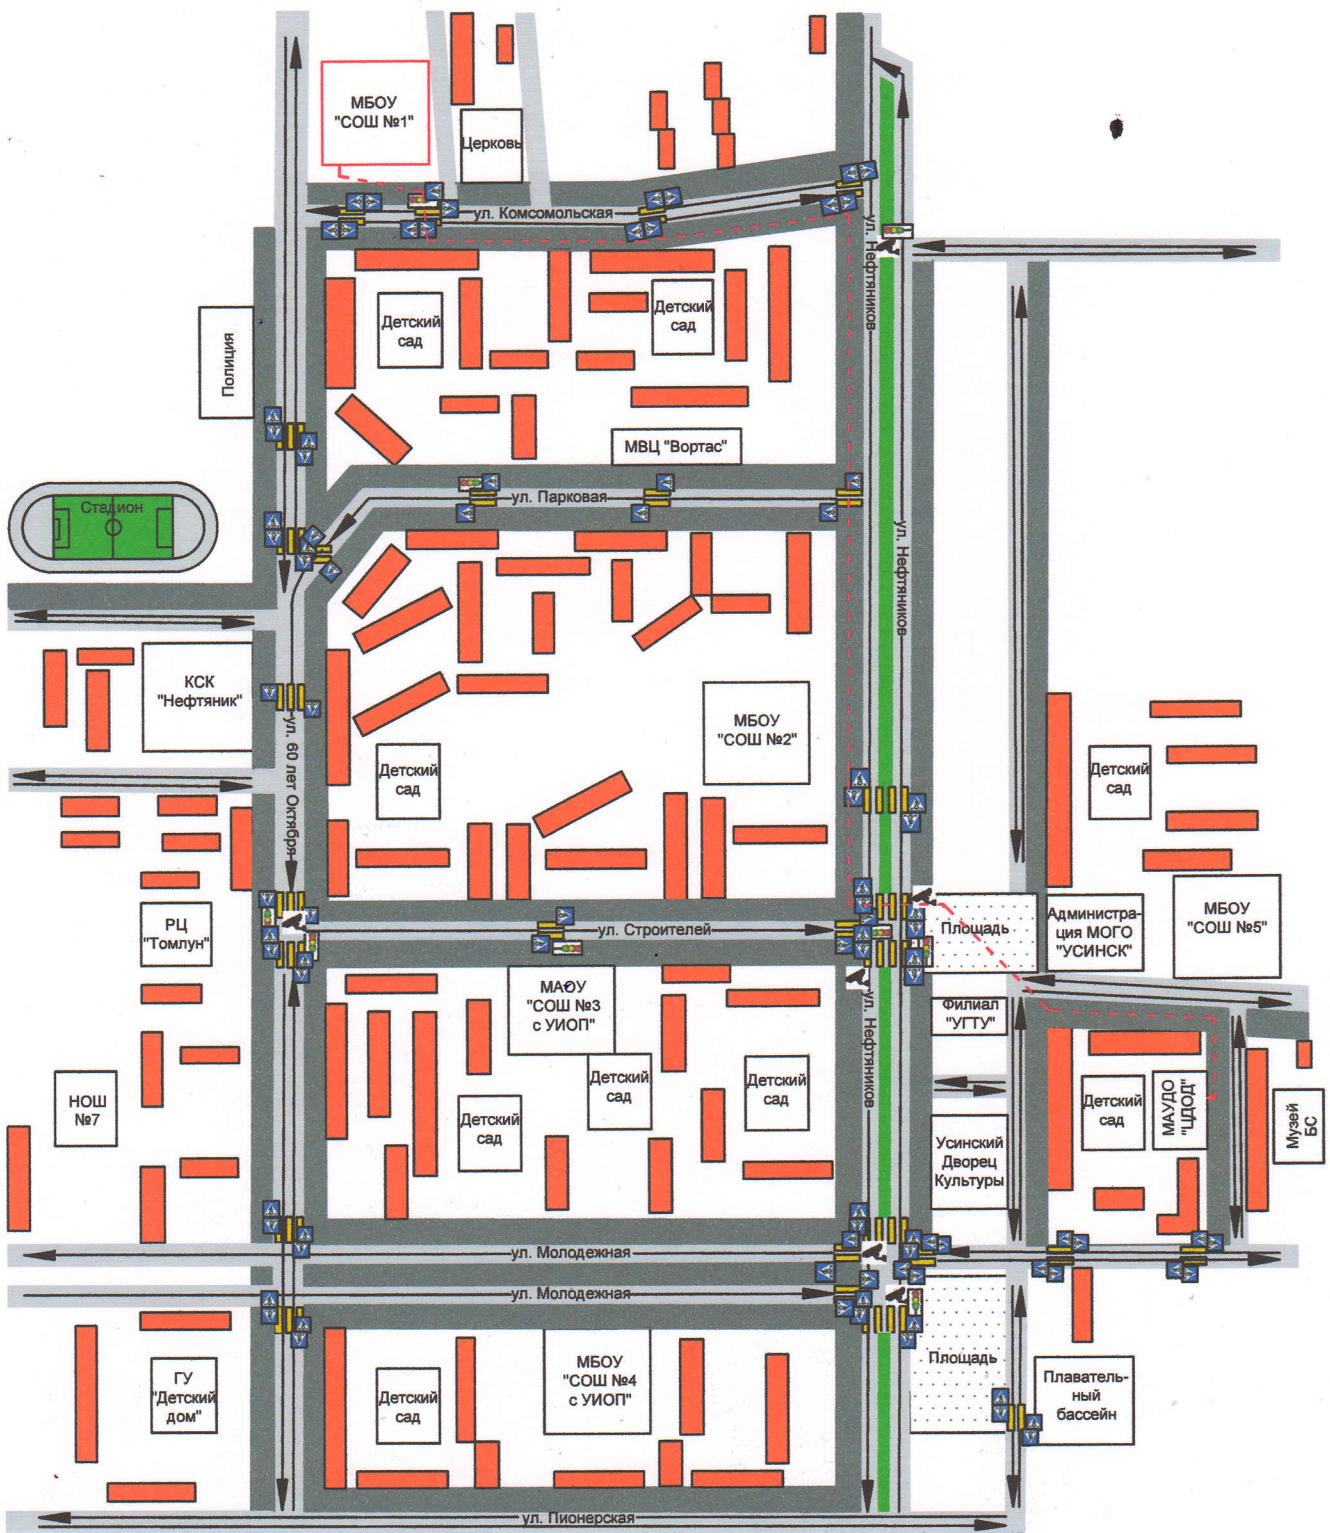 МБОУ
"СОШ №1"
Церковь
ул. Комсомольская
ул. Нефтяников
Детский
сад
Детский
сад
Полиция
МВЦ "Вортас"
Стадион
ул. Парковая
ул. Нефтяников
КСК
"Нефтяник"
МБОУ
"СОШ №2"
ул. 60 лет Октября
Детский
сад
Детский
сад
РЦ
"Томлун"
ул. Строителей
Площадь
Администра-
ция МОГО
"УСИНСК"
МБОУ
"СОШ №5"
МАОУ
"СОШ №3
с УИОП"
ул. Нефтяников
Филиал
"УГТУ"
НОШ
№7
Детский
сад
Детский
сад
Детский
сад
Детский
сад
МАУДО
"ЦДОД"
Музей
БС
Усинский
Дворец
Культуры
ул. Молодежная
ул. Молодежная
ГУ
"Детский
дом"
Детский
сад
МБОУ
"СОШ №4
с УИОП"
Площадь
Плаватель-
ный
бассейн
ул. Пионерская